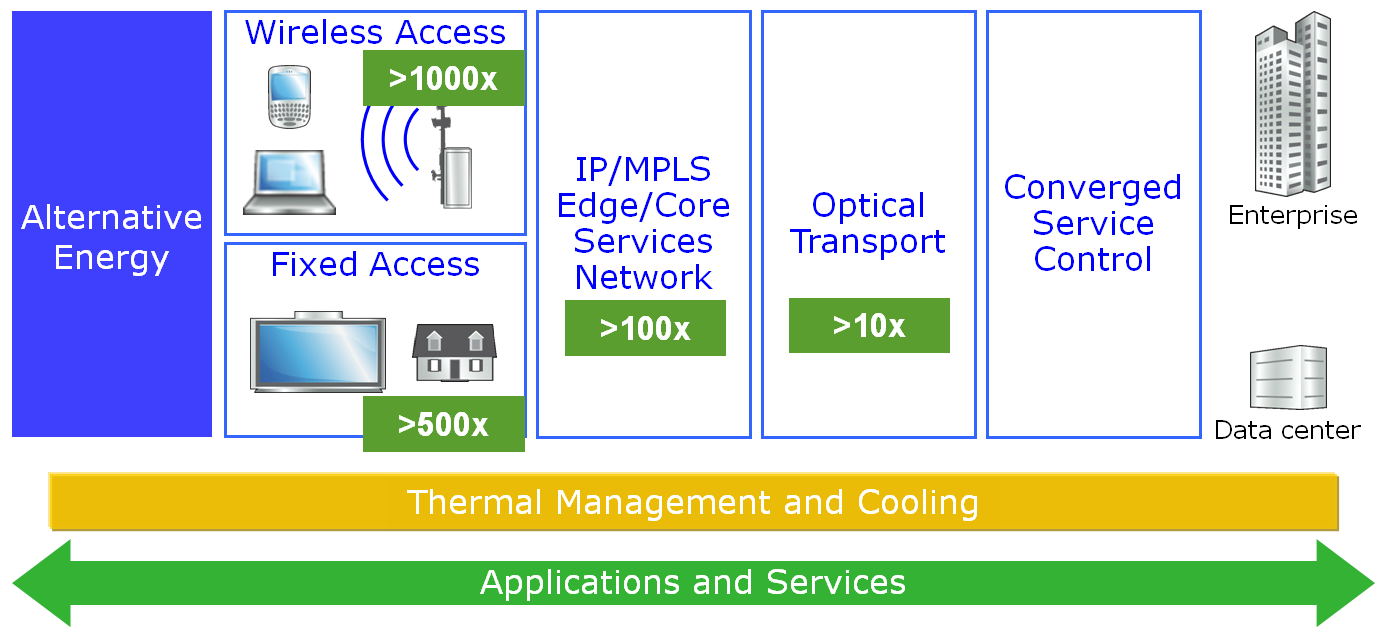 Alternative
Energy
Wireless Access
>1000x
Fixed Access
>500x
IP/MPLS
Edge/Core
Services
Network
>100x
Optical
Transport
>10x
Converged
Service
Control
Enterprise
Data center
Thermal Management and Cooling
Applications and Services